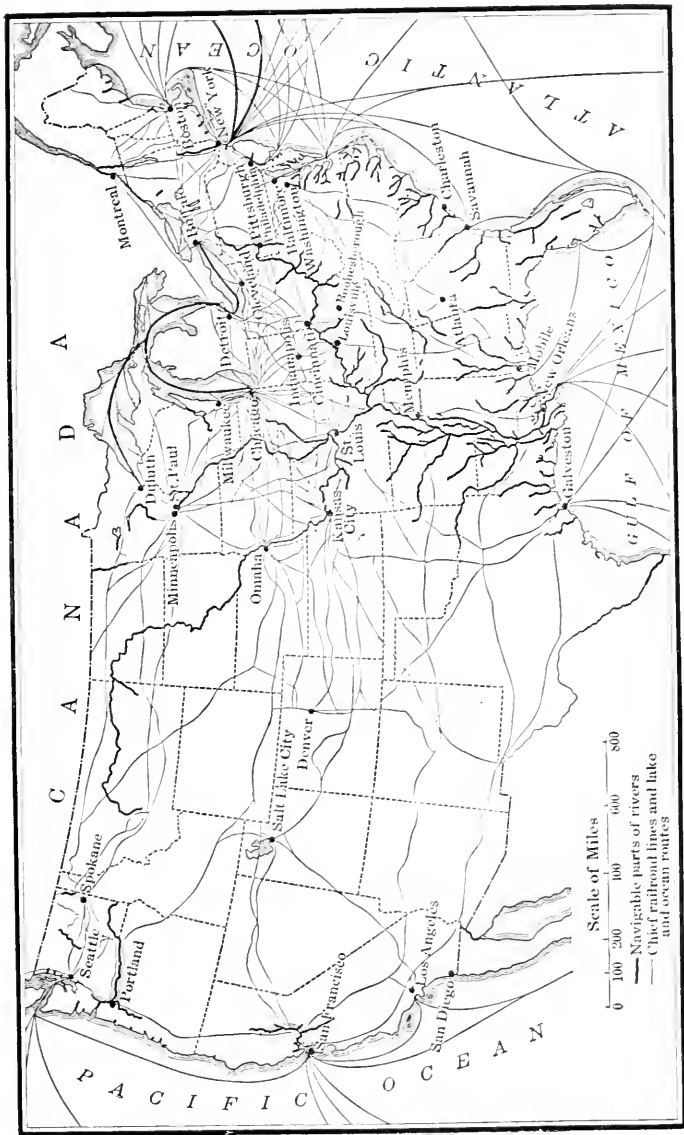 CANADA
PACIFIC OCEAN
ATLANTIC OCEAN
GULF OF MEXICO
Seattle
Spokane
Portland
San Francisco
Los Angeles
San Diego
Salt Lake City
Denver
Omaha
Kansas
City
Minneapolis
St. Paul
Duluth
Milwaukee
Chicago
St.
Louis
Indianapolis
Cincinnati
Louisville
Memphis
Detroit
Cleveland
Buffalo
Pittsburgh
Montreal
Boston
New York
Philadelphia
Baltimore
Washington
Charleston
Savannah
Atlanta
Mobile
New Orleans
Galveston
Scale of Miles
0 100 200 400 600 800
Navigable parts of rivers
Chief railroad lines and lake
and ocean routes